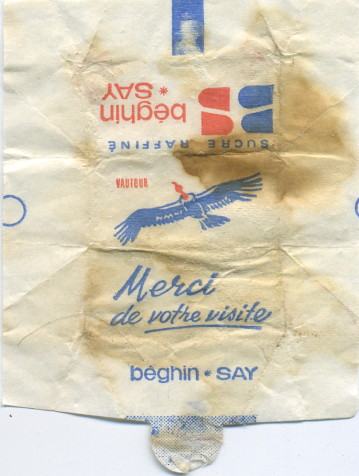 béghin
* SAY
SUCRE RAFFINÉ
VAUTOUR
Merci
de votre visite
béghin * SAY